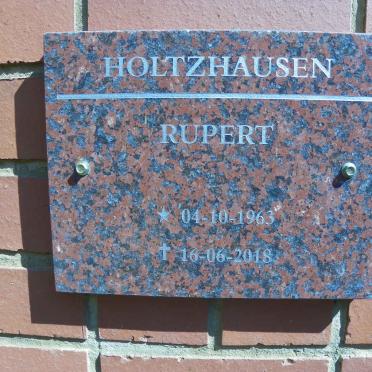 HOLTZHAUSEN
RUPERT
★ 04-10-1963
✝ 16-06-2018